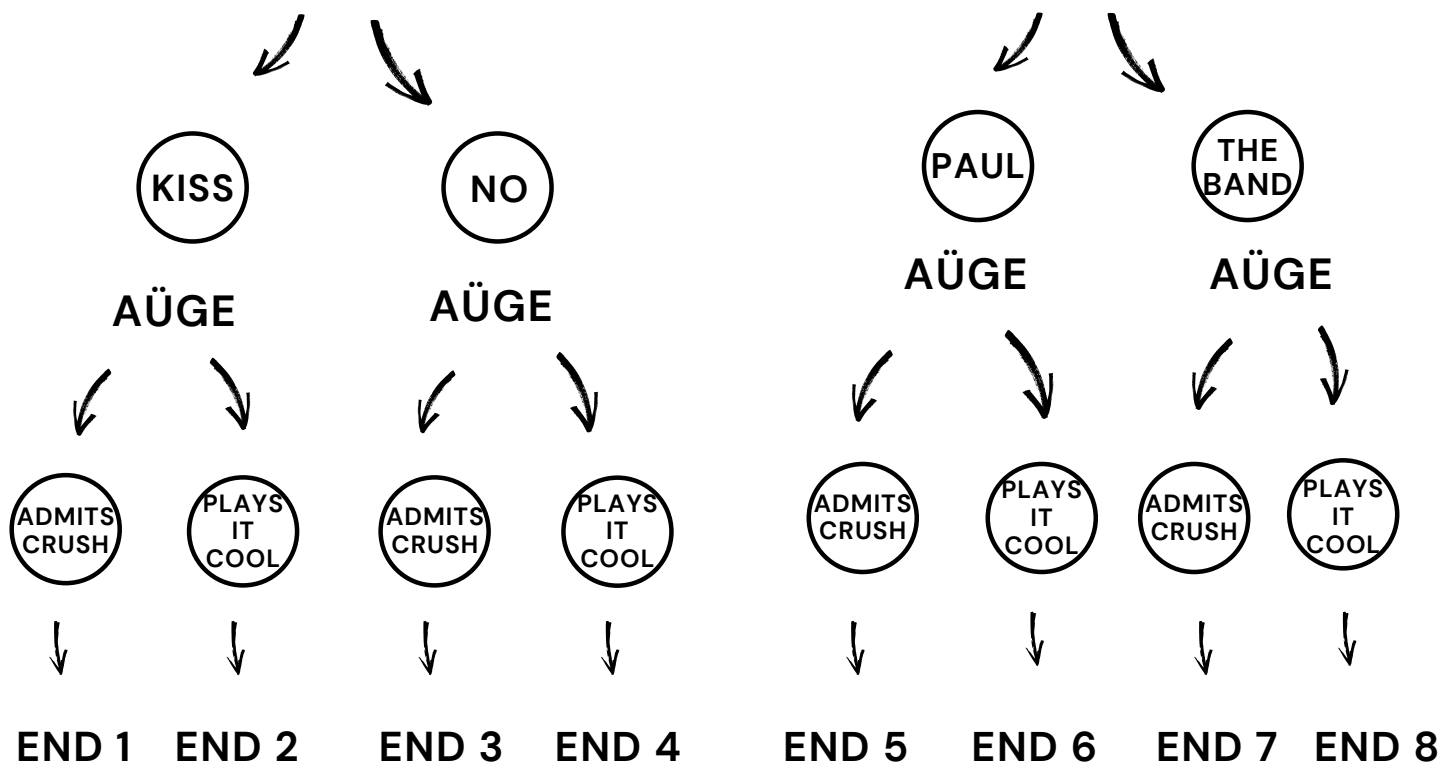 KISS
NO
PAUL
THE
BAND
AÜGE
AÜGE
AÜGE
AÜGE
ADMITS
CRUSH
PLAYS
IT
COOL
ADMITS
CRUSH
PLAYS
IT
COOL
ADMITS
CRUSH
PLAYS
IT
COOL
ADMITS
CRUSH
PLAYS
IT
COOL
END 1
END 2
END 3
END 4
END 5
END 6
END 7
END 8